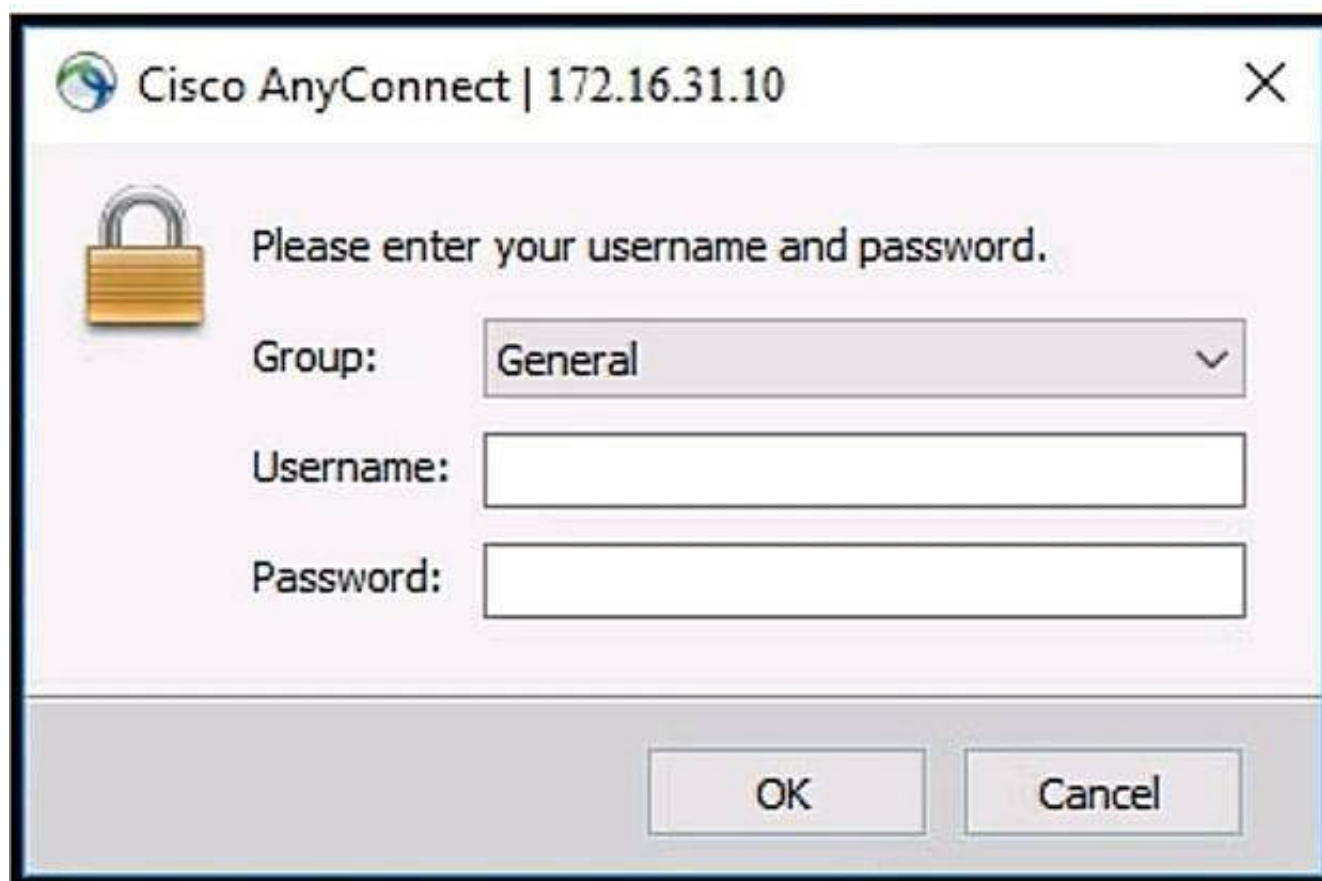 Cisco AnyConnect | 172.16.31.10
Please enter your username and password.
Group: General
Username:
Password:
OK Cancel